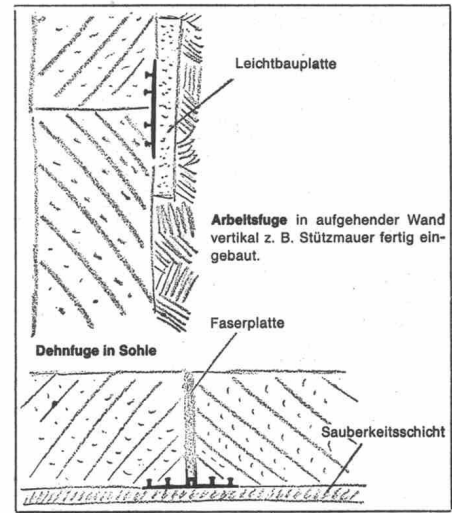 Leichtbauplatte
Arbeitsfuge in aufgehender Wand
vertikal z. B. Stützmauer fertig ein-
gebaut.
Faserplatte
Dehnfuge in Sohle
Sauberkeitsschicht